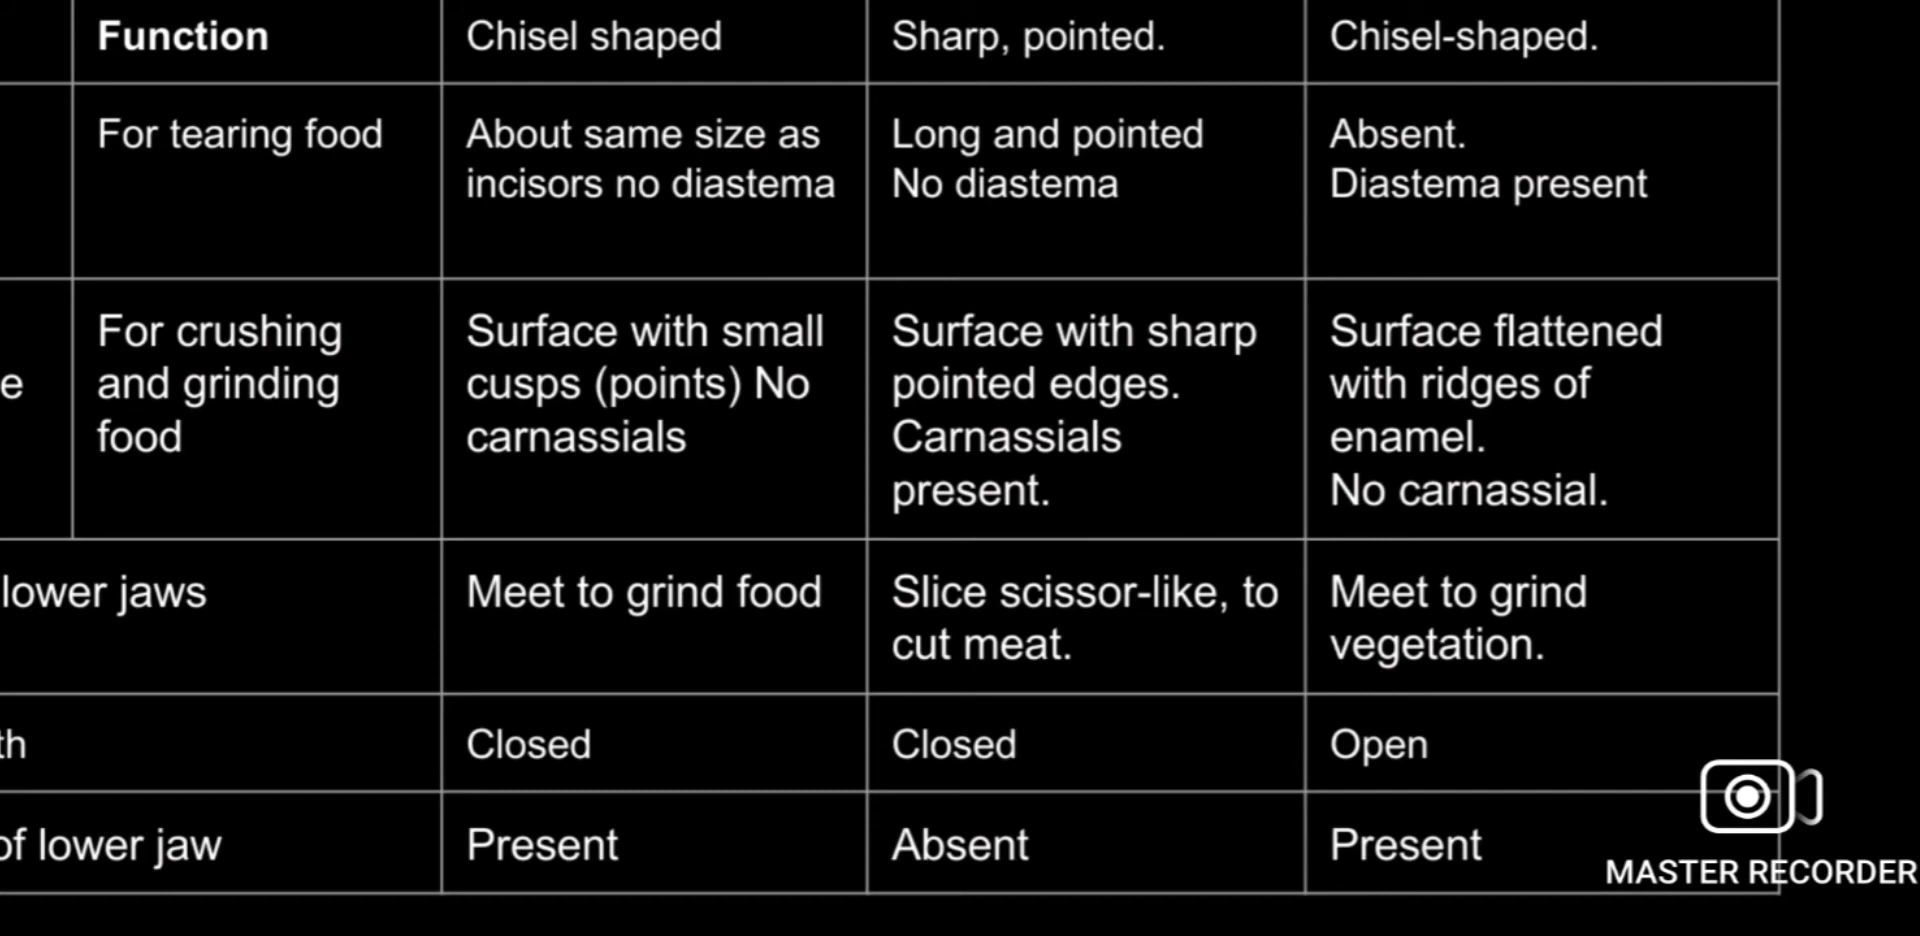 Function
Chisel shaped
Sharp, pointed.
Chisel-shaped.
For tearing food
About same size as
incisors no diastema
Long and pointed
No diastema
Absent.
Diastema present
e
For crushing
and grinding
food
Surface with small
cusps (points) No
carnassials
Surface with sharp
pointed edges.
Carnassials
present.
Surface flattened
with ridges of
enamel.
No carnassial.
lower jaws
Meet to grind food
Slice scissor-like, to
cut meat.
Meet to grind
vegetation.
th
Closed
Closed
Open
of lower jaw
Present
Absent
Present
MASTER RECORDER